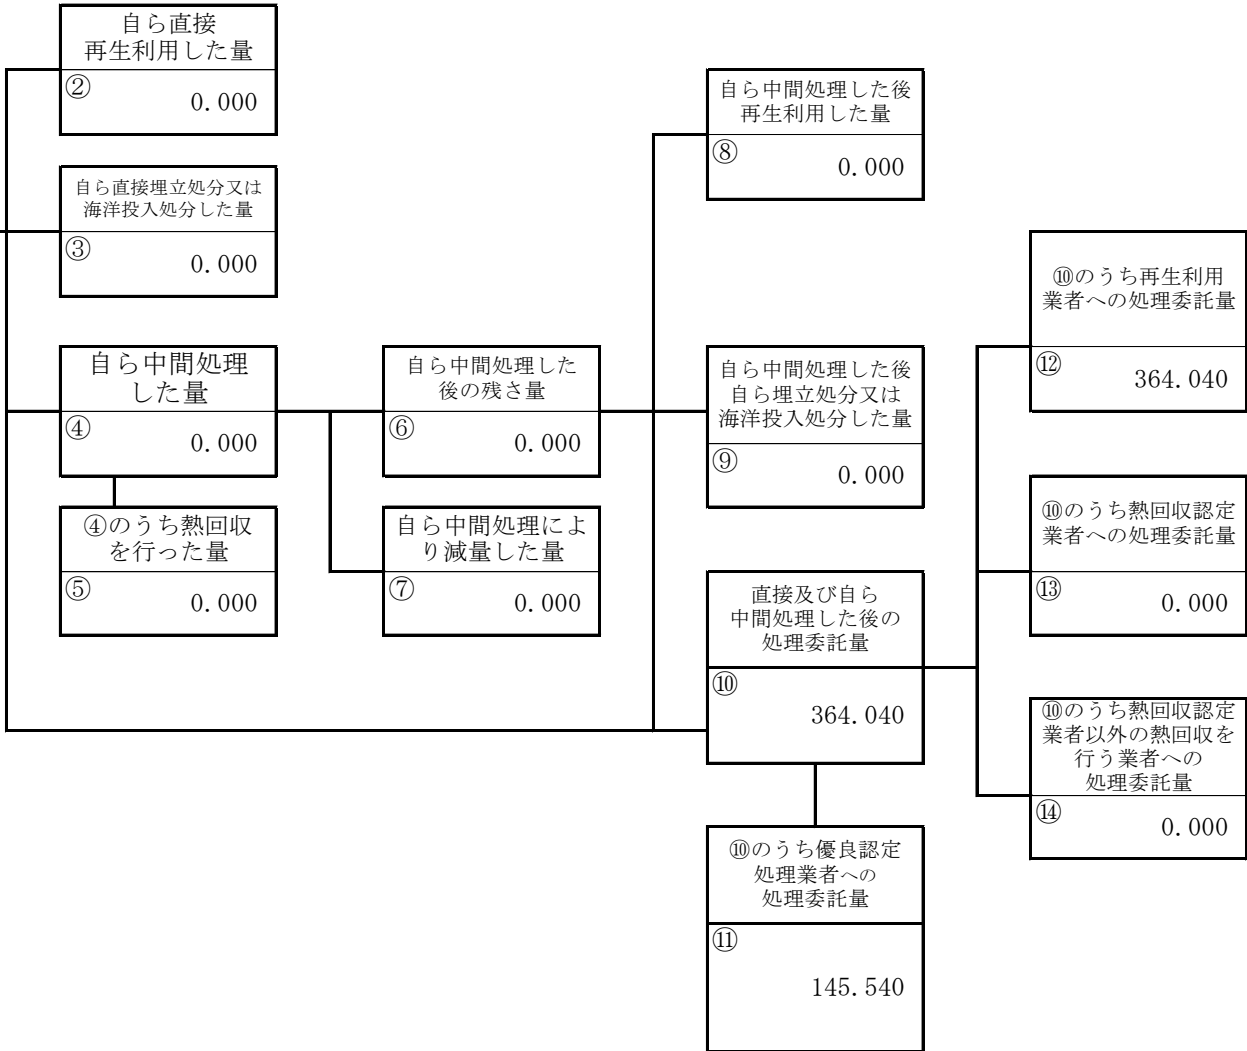 自ら直接
再生利用した量
②
0.000
自ら直接埋立処分又は
海洋投入処分した量
③
0.000
自ら中間処理
した量
④
0.000
④のうち熱回収
を行った量
⑤
0.000
自ら中間処理した
後の残さ量
⑥
0.000
自ら中間処理によ
り減量した量
⑦
0.000
自ら中間処理した後
再生利用した量
⑧
0.000
自ら中間処理した後
自ら埋立処分又は
海洋投入処分した量
⑨
0.000
直接及び自ら
中間処理した後の
処理委託量
⑩
364.040
⑩のうち優良認定
処理業者への
処理委託量
⑪
145.540
⑩のうち再生利用
業者への処理委託量
⑫
364.040
⑩のうち熱回収認定
業者への処理委託量
⑬
0.000
⑩のうち熱回収認定
業者以外の熱回収を
行う業者への
処理委託量
⑭
0.000